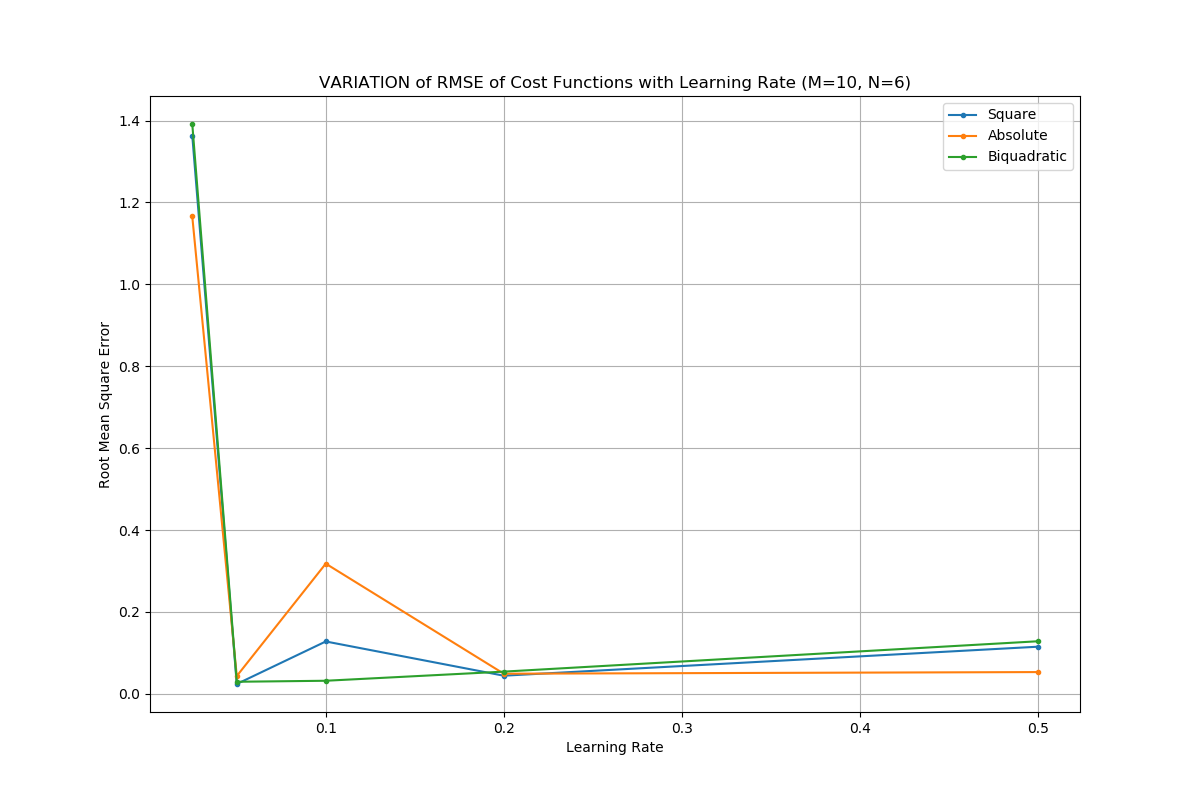 VARIATION of RMSE of Cost Functions with Learning Rate (M=10, N=6)
Square
Absolute
Biquadratic
1.4
1.2
1.0
0.8
0.6
0.4
0.2
0.0
Root Mean Square Error
0.1 0.2 0.3 0.4 0.5
Learning Rate